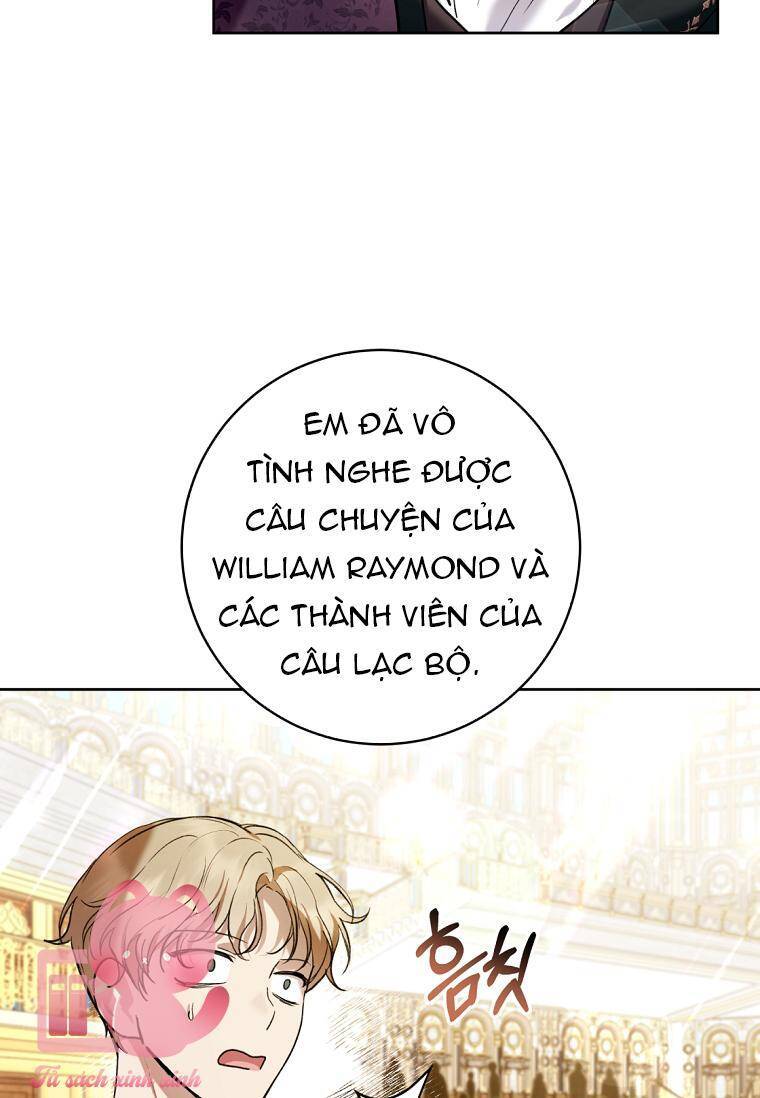 EM ĐÃ VÔ
TÌNH NGHE ĐƯỢC
CÂU CHUYỆN CỦA
WILLIAM RAYMOND VÀ
CÁC THÀNH VIÊN CỦA
CÂU LẠC BỘ.
흠칫
Tủ sách xinh xinh